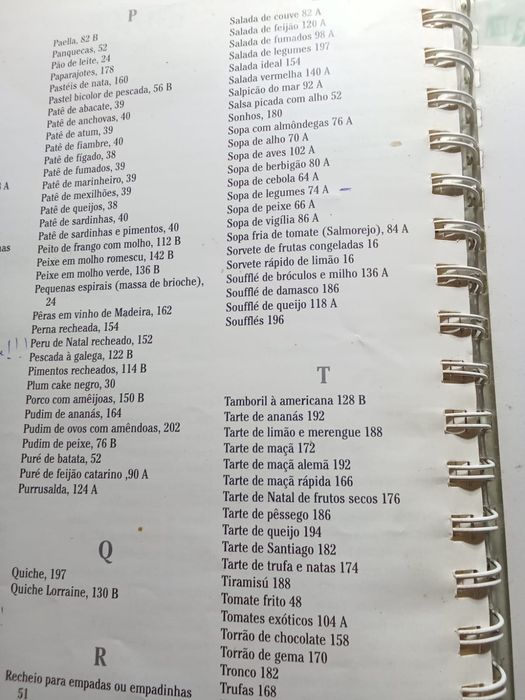 P
Paella, 82 B
Panquecas, 52
Pão de leite, 24
Paparajotes, 178
Pastéis de nata, 160
Pastel bicolor de pescada, 56 B
Patê de abacate, 39
Patê de anchovas, 40
Patê de atum, 39
Patê de fiambre, 40
Patê de fígado, 38
Patê de fumados, 39
Patê de marinheiro, 39
Patê de mexilhões, 39
Patê de queijos, 38
Patê de sardinhas, 40
Patê de sardinhas e pimentos, 40
Peito de frango com molho, 112 B
Peixe em molho romescu, 142 B
Peixe em molho verde, 136 B
Pequenas espirais (massa de brioche),
24
Pêras em vinho de Madeira, 162
Perna recheada, 154
Peru de Natal recheado, 152
Pescada à galega, 122 B
Pimentos recheados, 114 B
Plum cake negro, 30
Porco com amêijoas, 150 B
Pudim de ananás, 164
Pudim de ovos com amêndoas, 202
Pudim de peixe, 76 B
Puré de batata, 52
Puré de feijão catarino ,90 A
Purrusalda, 124 A
Q
Quiche, 197
Quiche Lorraine, 130 B
R
Recheio para empadas ou empadinhas
51
Salada de couve 82 A
Salada de feijão 120 A
Salada de fumados 98 A
Salada de legumes 197
Salada ideal 154
Salada vermelha 140 A
Salpicão do mar 92 A
Salsa picada com alho 52
Sonhos, 180
Sopa com almôndegas 76 A
Sopa de alho 70 A
Sopa de aves 102 A
Sopa de berbigão 80 A
Sopa de cebola 64 A
Sopa de legumes 74 A
Sopa de peixe 66 A
Sopa de vigília 86 A
Sopa fria de tomate (Salmorejo), 84 A
Sorvete de frutas congeladas 16
Sorvete rápido de limão 16
Soufflé de bróculos e milho 136 A
Soufflé de damasco 186
Soufflé de queijo 118 A
Soufflés 196
T
Tamboril à americana 128 B
Tarte de ananás 192
Tarte de limão e merengue 188
Tarte de maçã 172
Tarte de maçã alemã 192
Tarte de maçã rápida 166
Tarte de Natal de frutos secos 176
Tarte de pêssego 186
Tarte de queijo 194
Tarte de Santiago 182
Tarte de trufa e natas 174
Tiramisú 188
Tomate frito 48
Tomates exóticos 104 A
Torrão de chocolate 158
Torrão de gema 170
Tronco 182
Trufas 168